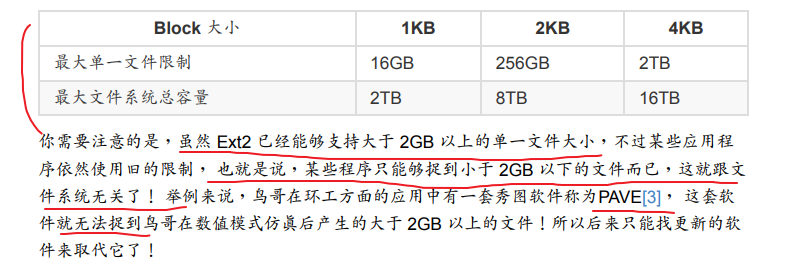 Block 大小 1KB 2KB 4KB
最大单一文件限制 16GB 256GB 2TB
最大文件系统总容量 2TB 8TB 16TB
你需要注意的是,虽然 Ext2 已经能够支持大于 2GB 以上的单一文件大小,不过某些应用程
序依然使用旧的限制,也就是说,某些程序只能够捉到小于 2GB 以下的文件而已,这就跟文
件系统无关了! 举例来说,鸟哥在环工方面的应用中有一套秀图软件称为PAVE[3], 这套软
件就无法捉到鸟哥在数值模式仿真后产生的大于 2GB 以上的文件!所以后来只能找更新的软
件来取代它了!